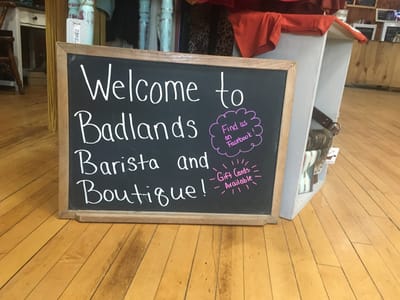 Welcome to
Badlands
Barista and
Boutique!
Find us
on
Facebook
Gift Cards
Available